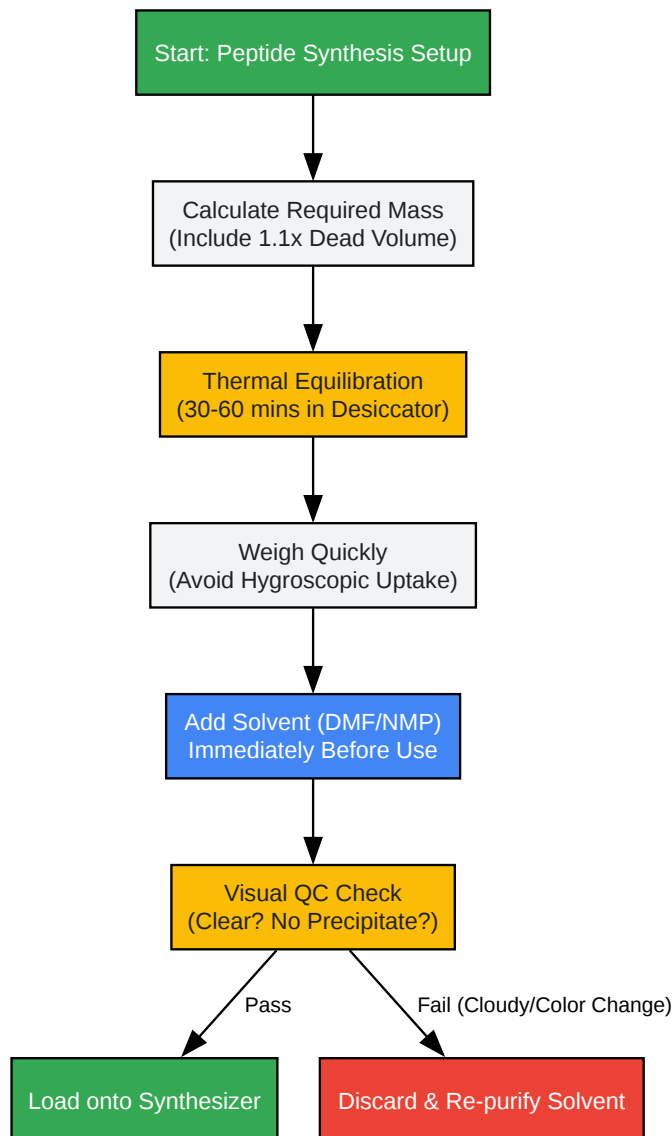 Start: Peptide Synthesis Setup
Calculate Required Mass
(Include 1.1x Dead Volume)
Thermal Equilibration
(30-60 mins in Desiccator)
Weigh Quickly
(Avoid Hygroscopic Uptake)
Add Solvent (DMF/NMP)
Immediately Before Use
Visual QC Check
(Clear? No Precipitate?)
Pass
Fail (Cloudy/Color Change)
Load onto Synthesizer
Discard & Re-purify Solvent